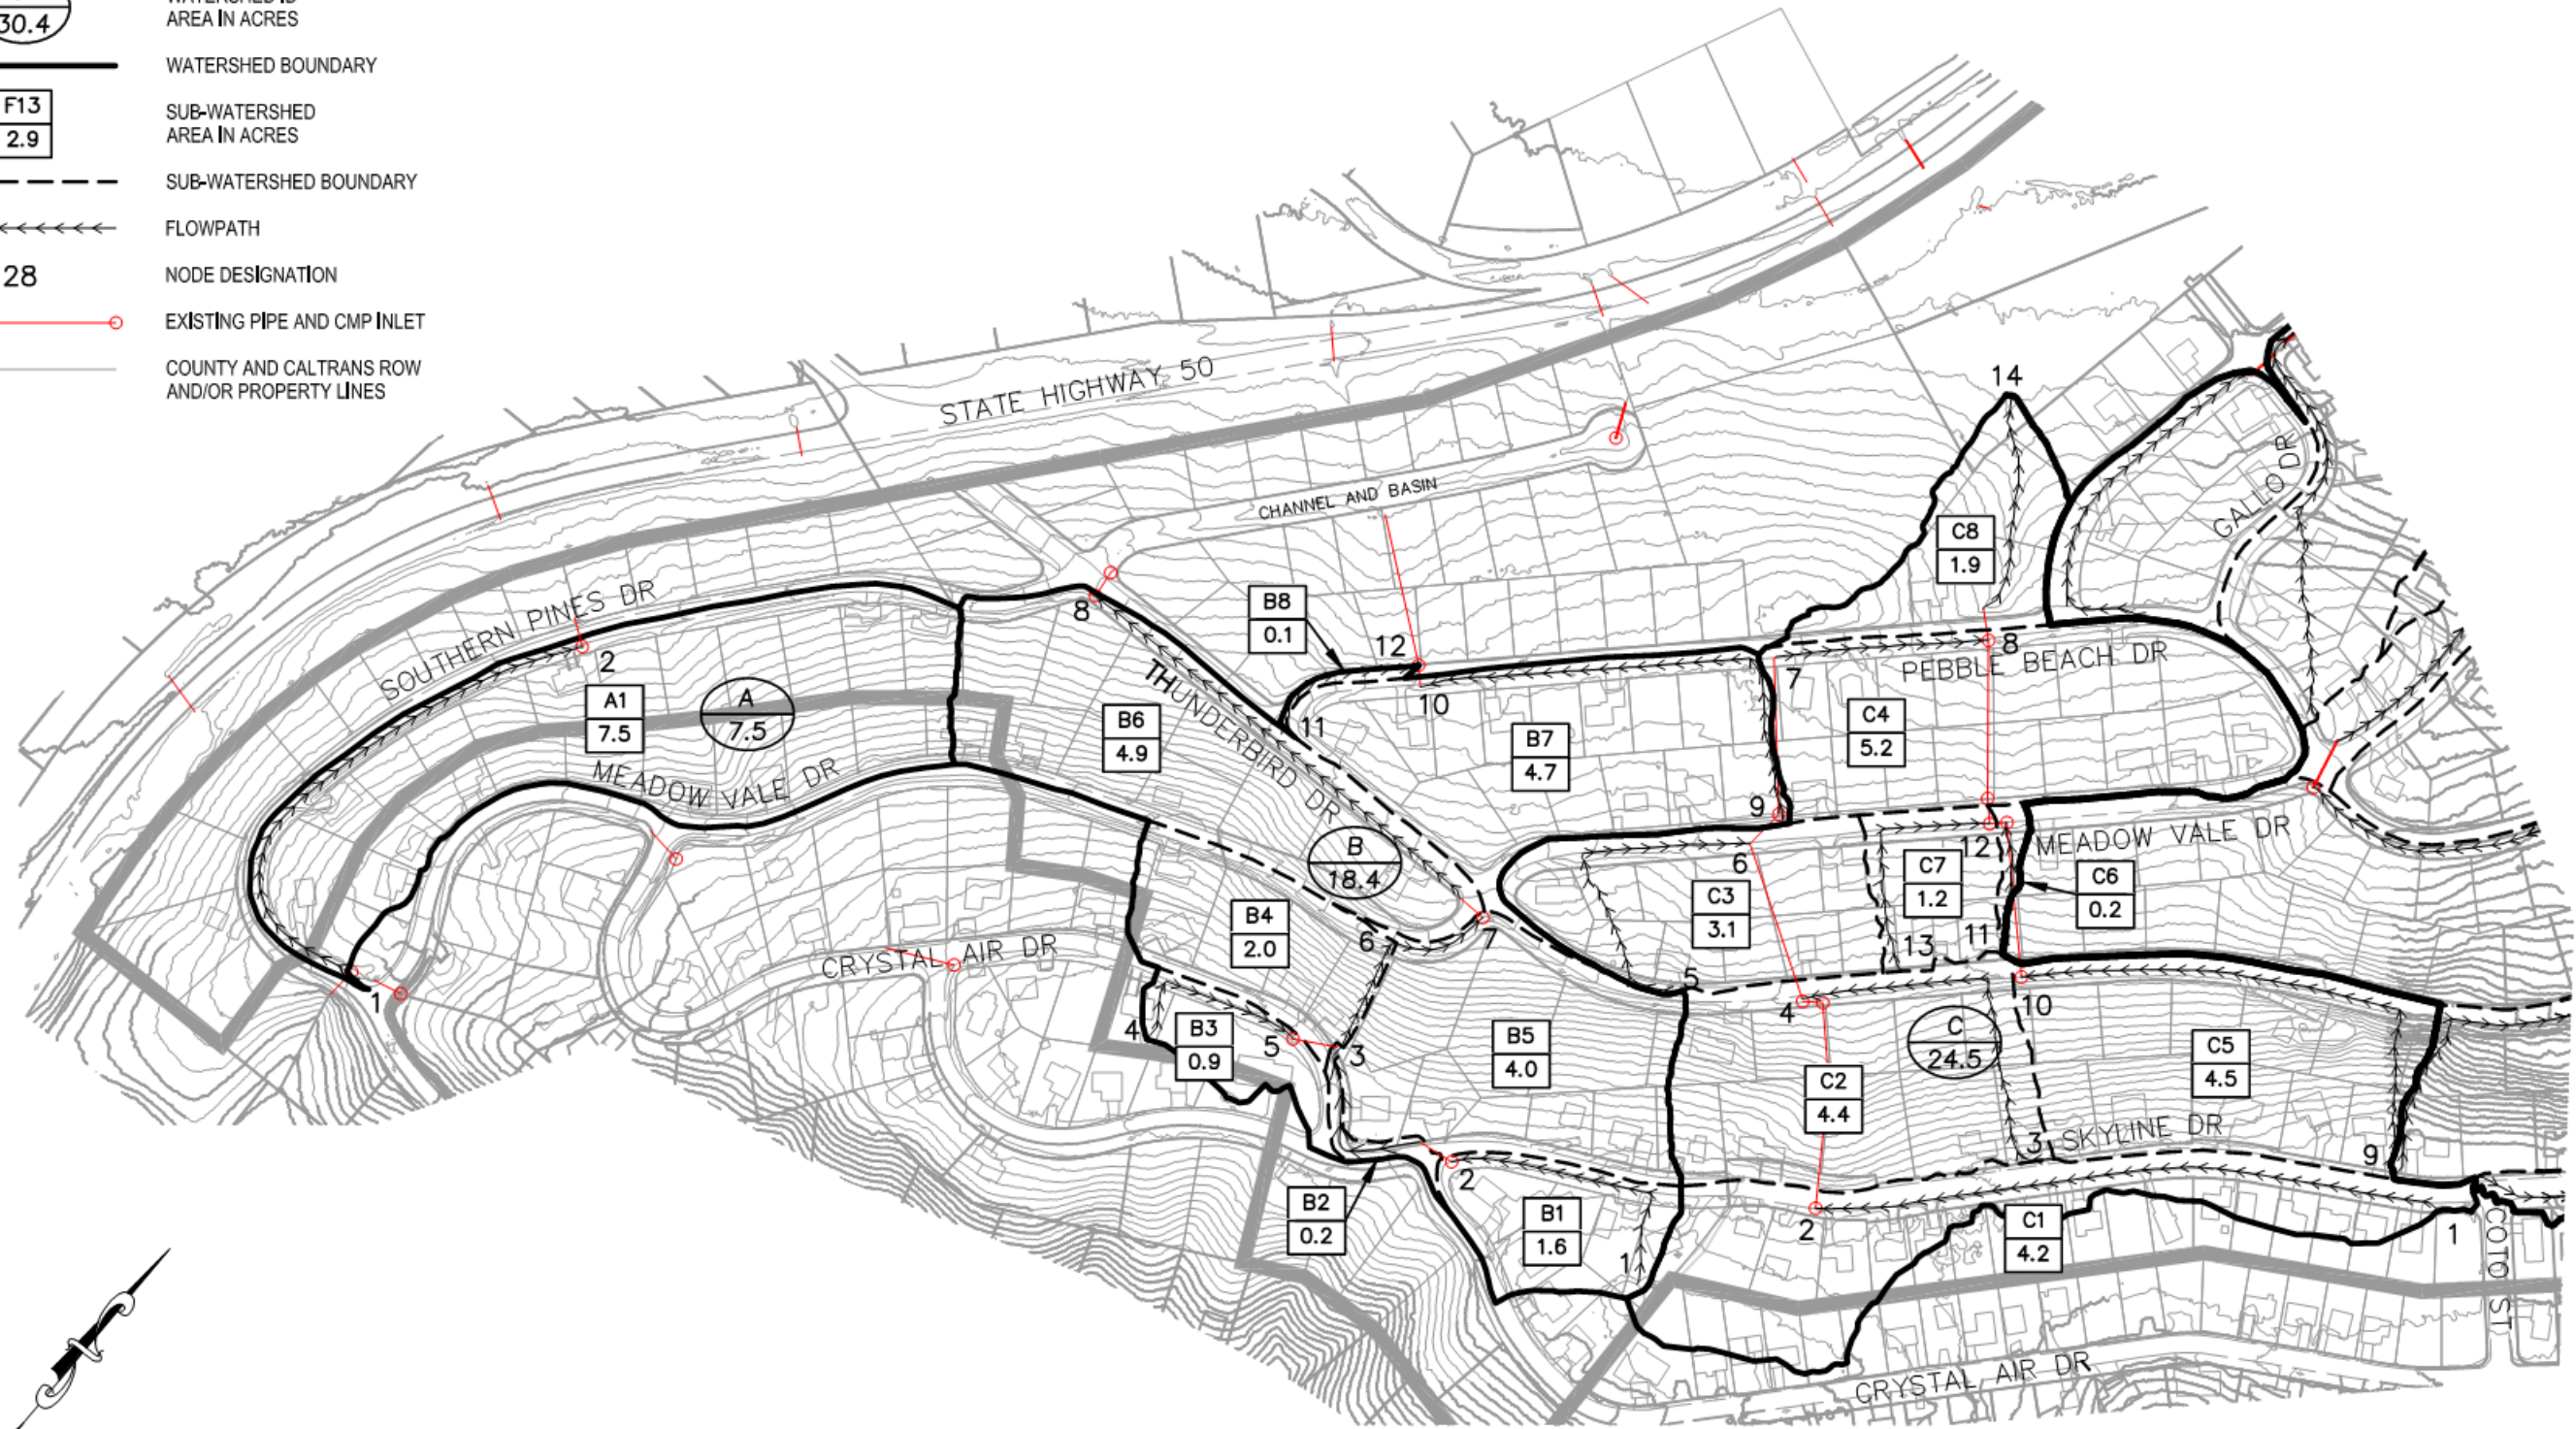 30.4
AREA IN ACRES
WATERSHED BOUNDARY
F13
2.9
SUB-WATERSHED
AREA IN ACRES
SUB-WATERSHED BOUNDARY
FLOWPATH
28
NODE DESIGNATION
EXISTING PIPE AND CMP INLET
COUNTY AND CALTRANS ROW
AND/OR PROPERTY LINES
STATE HIGHWAY 50
CHANNEL AND BASIN
14
GALLO DR
C8
1.9
SOUTHERN PINES DR
2
8
B8
0.1
12
10
11
7
8
PEBBLE BEACH DR
A1
7.5
A
7.5
B6
4.9
THUNDERBIRD DR
B7
4.7
C4
5.2
MEADOW VALE DR
9
6
12
MEADOW VALE DR
B
18.4
C3
3.1
C7
1.2
C6
0.2
B4
2.0
6
7
13
11
CRYSTAL AIR DR
5
1
4
10
4
B3
0.9
5
3
B5
4.0
C
24.5
C2
4.4
C5
4.5
3
SKYLINE DR
9
2
B2
0.2
B1
1.6
1
2
C1
4.2
1
COTO ST
CRYSTAL AIR DR